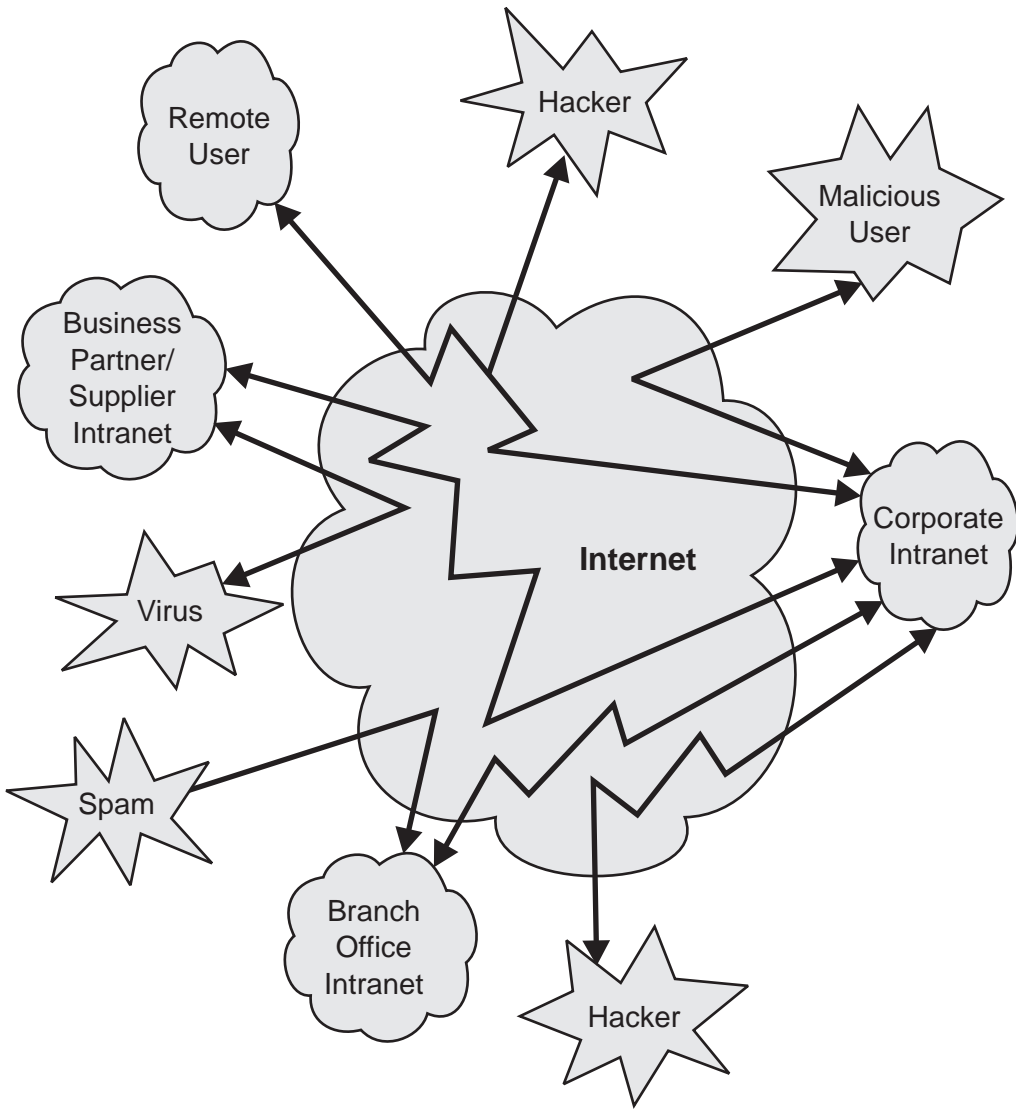 Remote
User
Hacker
Malicious
User
Business
Partner/
Supplier
Intranet
Corporate
Intranet
Internet
Virus
Spam
Branch
Office
Intranet
Hacker